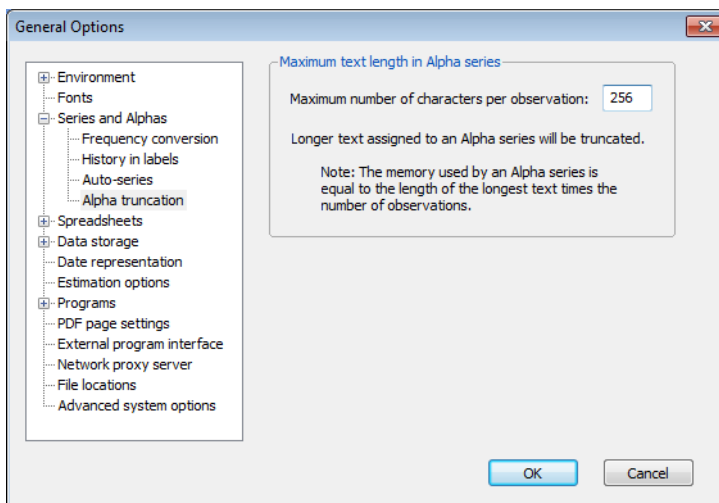 General Options
Environment
Fonts
Series and Alphas
Frequency conversion
History in labels
Auto-series
Alpha truncation
Spreadsheets
Data storage
Date representation
Estimation options
Programs
PDF page settings
External program interface
Network proxy server
File locations
Advanced system options
Maximum text length in Alpha series
Maximum number of characters per observation: 256
Longer text assigned to an Alpha series will be truncated.
Note: The memory used by an Alpha series is
equal to the length of the longest text times the
number of observations.
OK Cancel